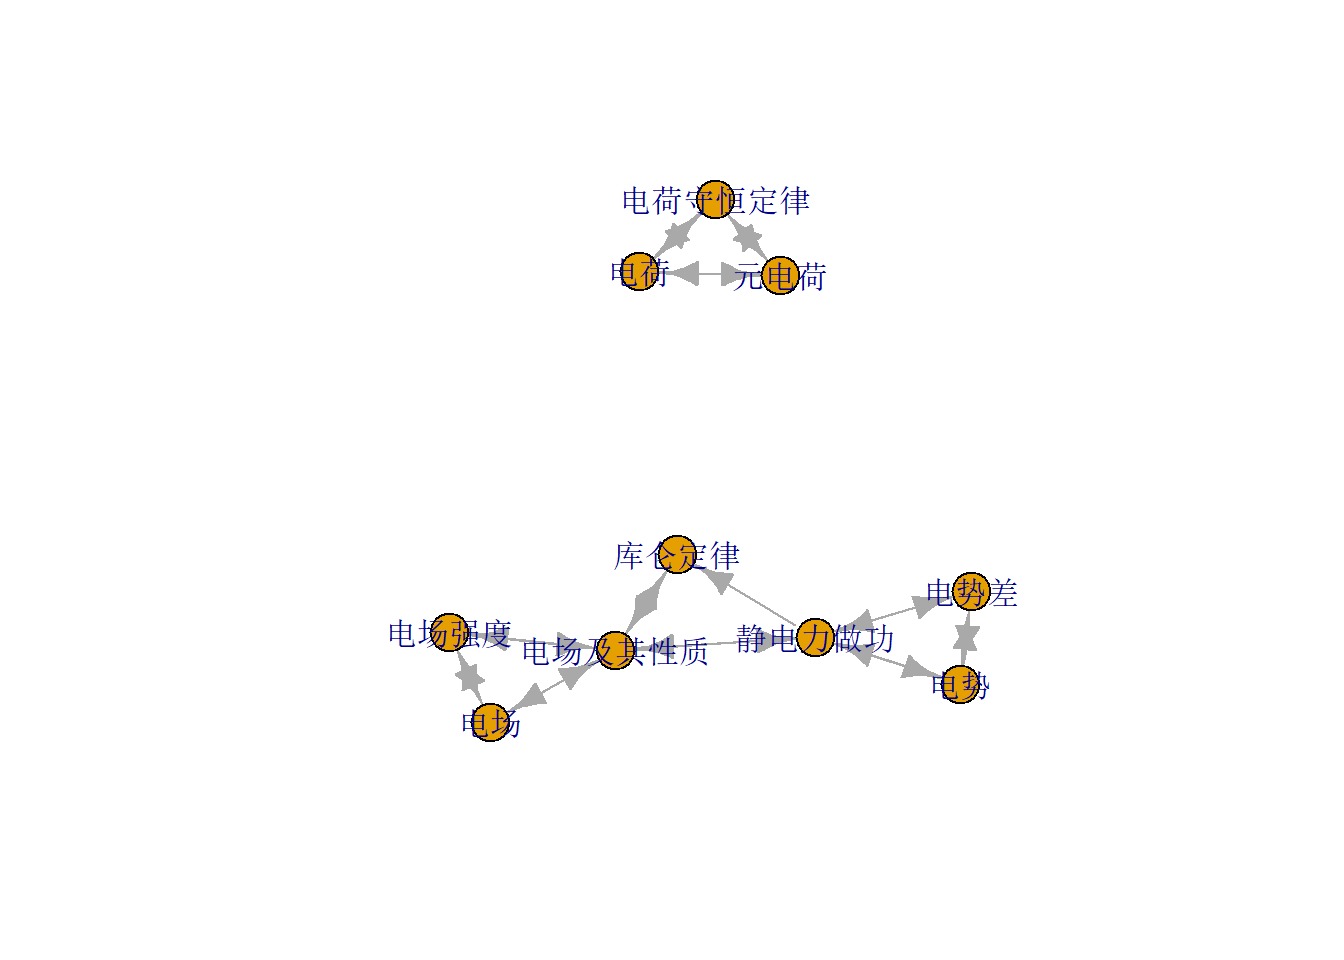 电荷守恒定律
电荷
元电荷
库仑定律
电势差
电场强度
电场及其性质
静电力做功
电势
电场